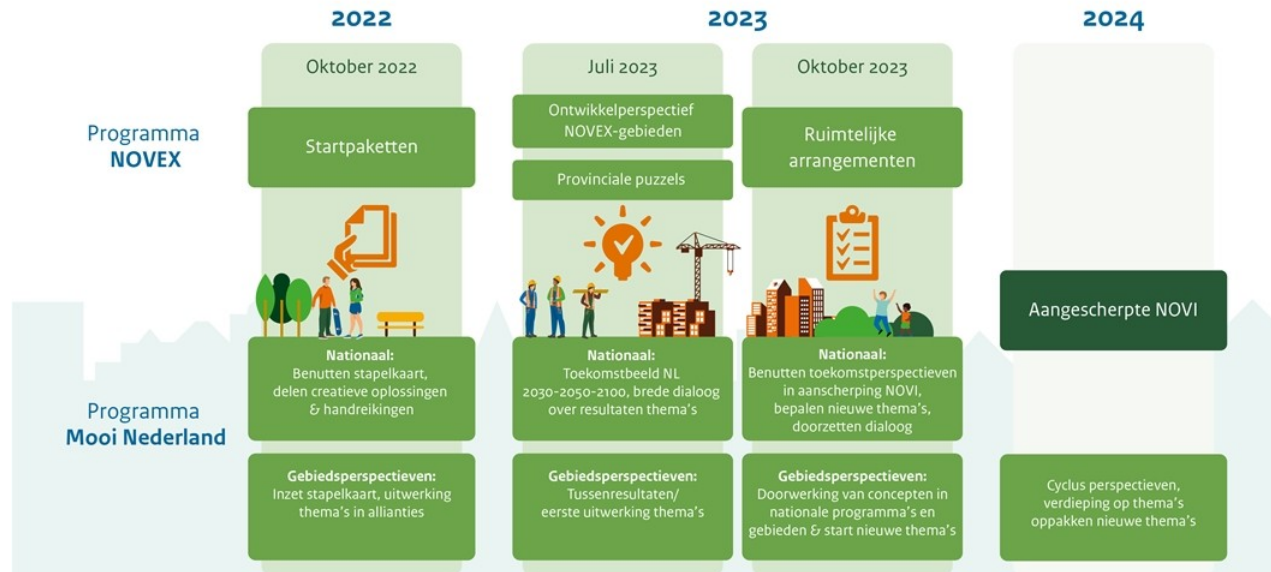 2022
2023
2024
Oktober 2022
Juli 2023
Oktober 2023
Programma
NOVEX
Startpaketten
Ontwikkelperspectief
NOVEX-gebieden
Provinciale puzzels
Ruimtelijke
arrangementen
Aangescherpte NOVI
Programma
Mooi Nederland
Nationaal:
Benutten stapelkaart,
delen creatieve oplossingen
& handreikingen
Nationaal:
Toekomstbeeld NL
2030-2050-2100, brede dialoog
over resultaten thema's
Nationaal:
Benutten toekomstperspectieven
in aanscherping NOVI,
bepalen nieuwe thema's,
doorzetten dialoog
Gebiedsperspectieven:
Inzet stapelkaart, uitwerking
thema's in allianties
Gebiedsperspectieven:
Tussenresultaten/
eerste uitwerking thema's
Gebiedsperspectieven:
Doorwerking van concepten in
nationale programma's en
gebieden & start nieuwe thema's
Cyclus perspectieven,
verdieping op thema's
oppakken nieuwe thema's